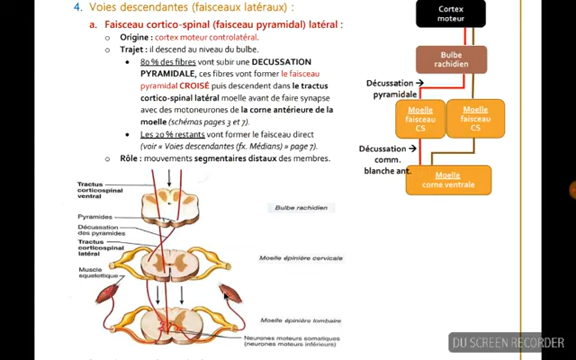 4. Voies descendantes (faisceaux latéraux) :
a. Faisceau cortico-spinal (faisceau pyramidal) latéral :
o Origine : cortex moteur controlatéral.
o Trajet : il descend au niveau du bulbe.
• 80 % des fibres vont subir une DECUSSATION
PYRAMIDALE, ces fibres vont former le faisceau
pyramidal CROISÉ puis descendent dans le tractus
cortico-spinal latéral moelle avant de faire synapse
avec des motoneurones de la corne antérieure de la
moelle (schémas pages 3 et 7).
• Les 20 % restants vont former le faisceau direct
(voir « Voies descendantes (fx. Médians) » page 7).
o Rôle : mouvements segmentaires distaux des membres.
Cortex
moteur
Bulbe
rachidien
Décussation →
pyramidale
Moelle
faisceau
CS
Moelle
faisceau
CS
Décussation →
comm.
blanche ant.
Moelle
corne ventrale
Tractus
corticospinal
ventral
Pyramides
Décussation
des pyramides
Tractus
corticospinal
latéral
Muscle
squelettique
Bulbe rachidien
Moelle épinière cervicale
Moelle épinière lombaire
Neurones moteurs somatiques
(neurones moteurs inférieurs)
DU SCREEN RECORDER